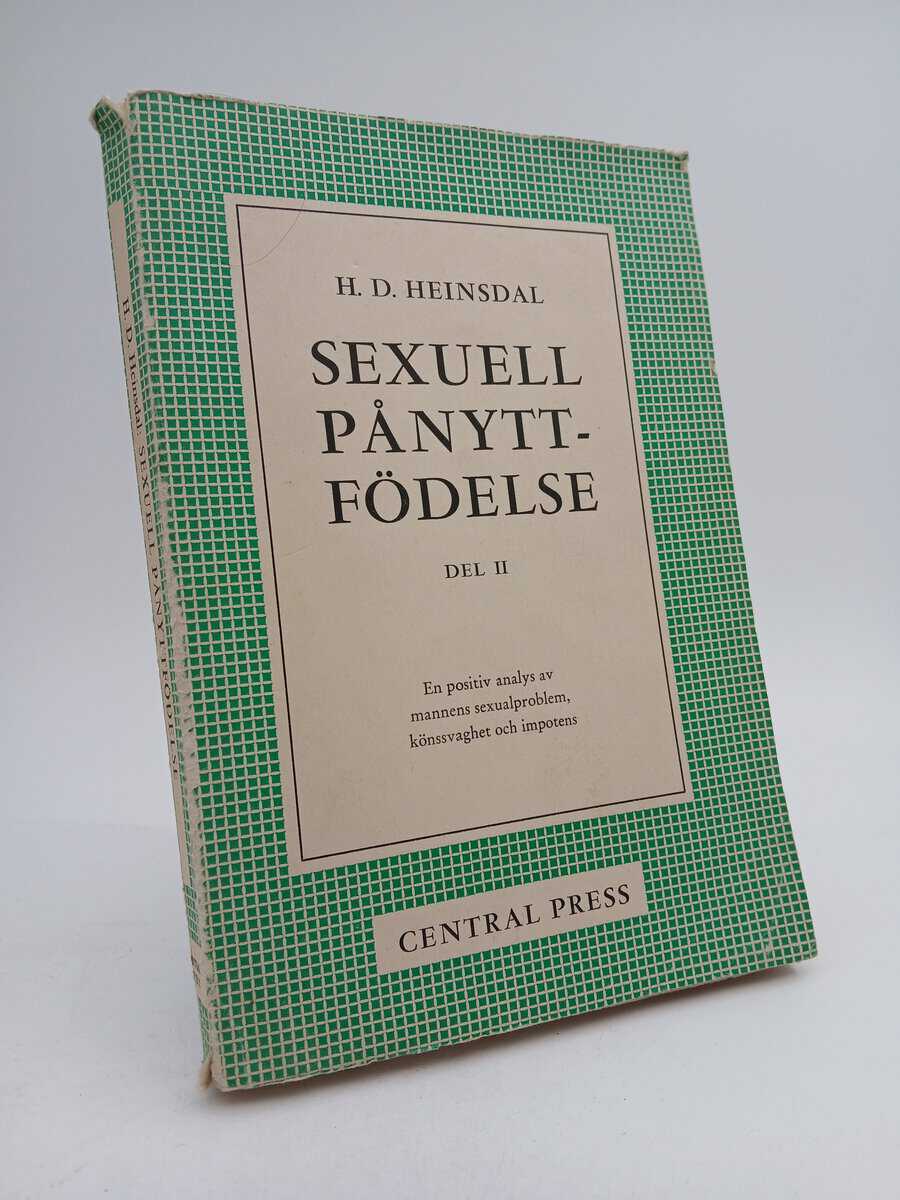 H. D. HEINSDAL
SEXUELL
PÅNYTT-
FÖDELSE
DEL II
En positiv analys av
mannens sexualproblem,
könssvaghet och impotens
CENTRAL PRESS
H. D. Heinsdal: SEXUELL PÅNYTTFÖDELSE